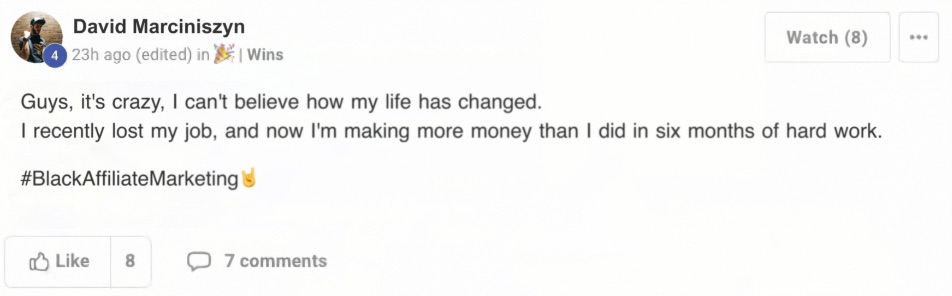 David Marciniszyn
4 23h ago (edited) in 🎉 | Wins
Watch (8)
Guys, it's crazy, I can't believe how my life has changed.
I recently lost my job, and now I'm making more money than I did in six months of hard work.
#BlackAffiliateMarketing🤘
Like 8 7 comments